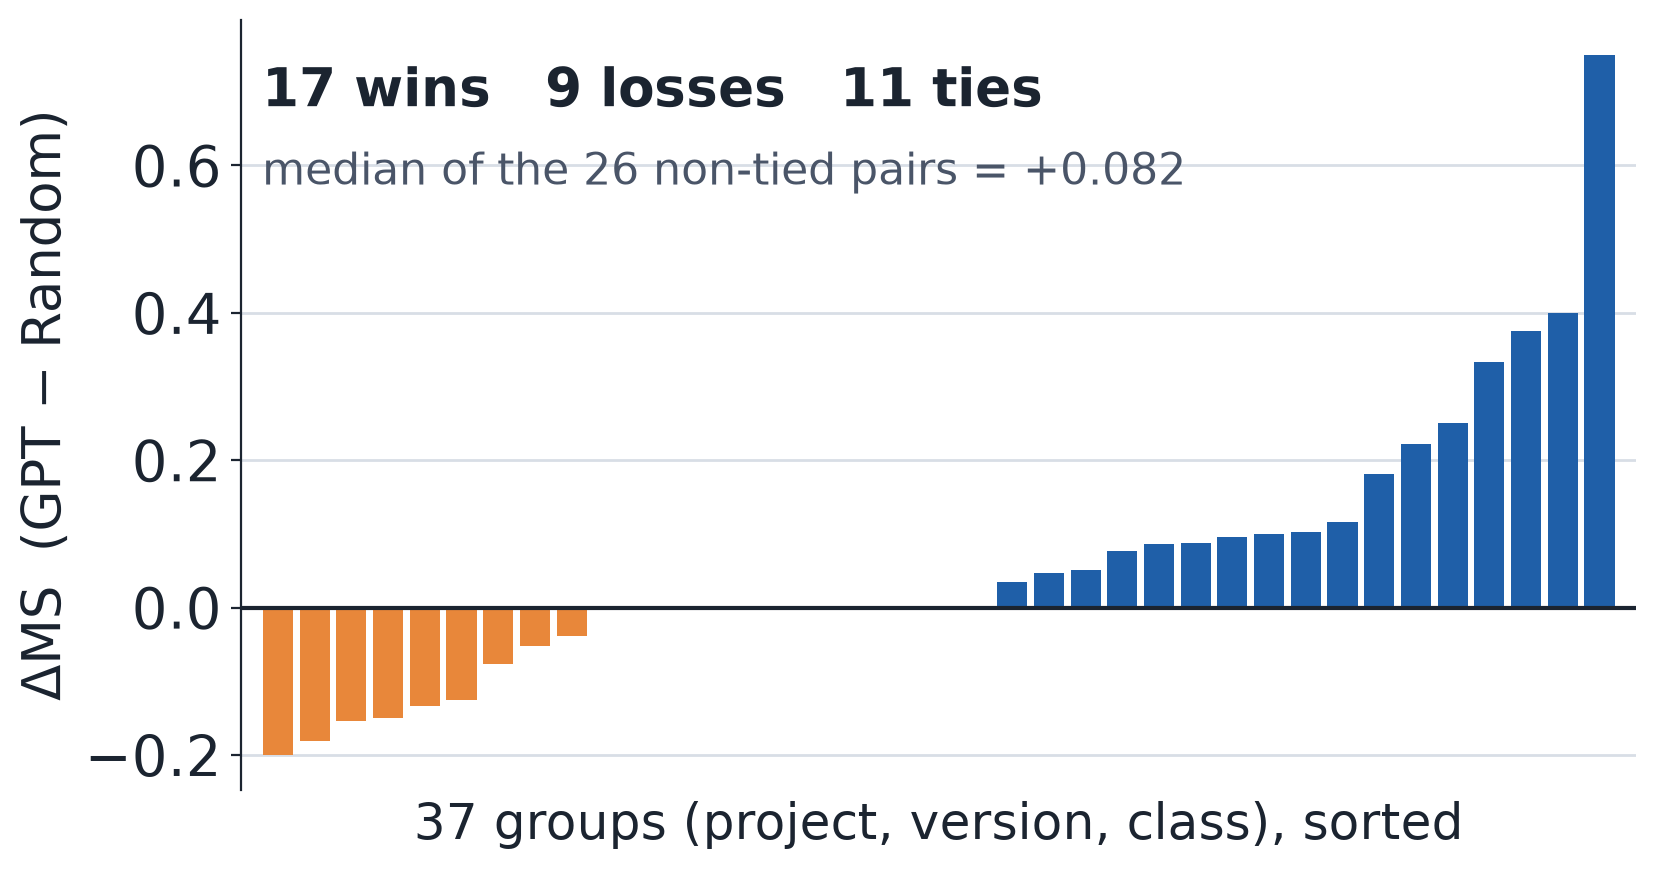 17 wins   9 losses   11 ties
median of the 26 non-tied pairs = +0.082
ΔMS (GPT − Random)
0.6
0.4
0.2
0.0
−0.2
37 groups (project, version, class), sorted